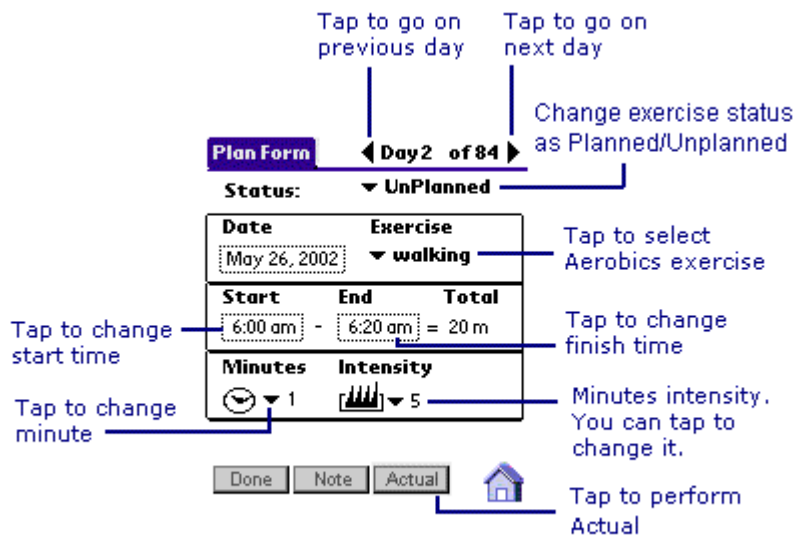 Tap to go on
previous day
Tap to go on
next day
Change exercise status
as Planned/Unplanned
Plan Form
Day 2 of 84
Status:
UnPlanned
Date
Exercise
May 26, 2002
walking
Tap to select
Aerobics exercise
Start
End
Total
6:00 am - 6:20 am = 20 m
Tap to change
start time
Tap to change
finish time
Minutes
Intensity
1
5
Tap to change
minute
Minutes intensity.
You can tap to
change it.
Done
Note
Actual
Tap to perform
Actual